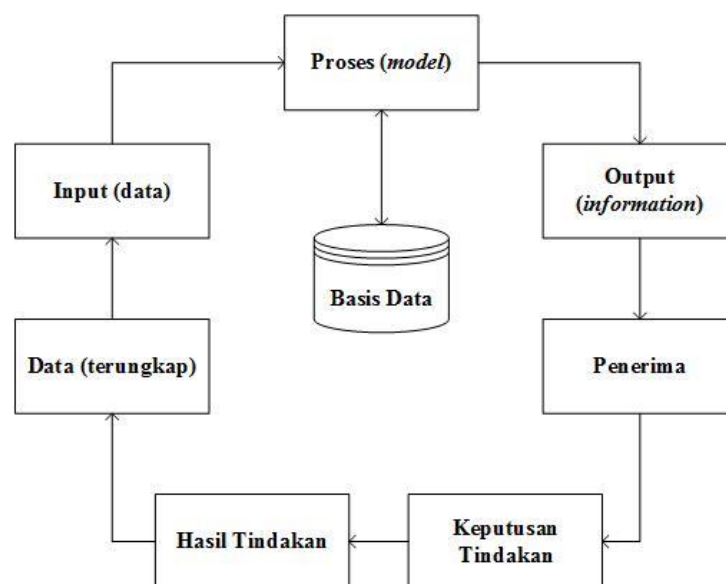 Proses (model)
Input (data)
Output
(information)
Basis Data
Data (terungkap)
Penerima
Hasil Tindakan
Keputusan
Tindakan